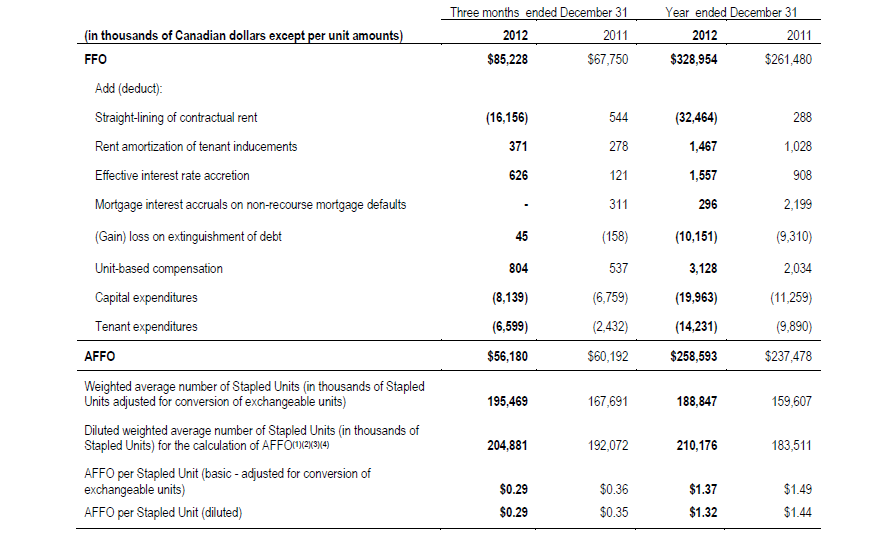 Three months ended December 31 Year ended December 31
(in thousands of Canadian dollars except per unit amounts) 2012 2011 2012 2011
FFO $85,228 $67,750 $328,954 $261,480
Add (deduct):
Straight-lining of contractual rent (16,156) 544 (32,464) 288
Rent amortization of tenant inducements 371 278 1,467 1,028
Effective interest rate accretion 626 121 1,557 908
Mortgage interest accruals on non-recourse mortgage defaults - 311 296 2,199
(Gain) loss on extinguishment of debt 45 (158) (10,151) (9,310)
Unit-based compensation 804 537 3,128 2,034
Capital expenditures (8,139) (6,759) (19,963) (11,259)
Tenant expenditures (6,599) (2,432) (14,231) (9,890)
AFFO $56,180 $60,192 $258,593 $237,478
Weighted average number of Stapled Units (in thousands of Stapled
Units adjusted for conversion of exchangeable units) 195,469 167,691 188,847 159,607
Diluted weighted average number of Stapled Units (in thousands of
Stapled Units) for the calculation of AFFO(1)(2)(3)(4) 204,881 192,072 210,176 183,511
AFFO per Stapled Unit (basic - adjusted for conversion of
exchangeable units) $0.29 $0.36 $1.37 $1.49
AFFO per Stapled Unit (diluted) $0.29 $0.35 $1.32 $1.44